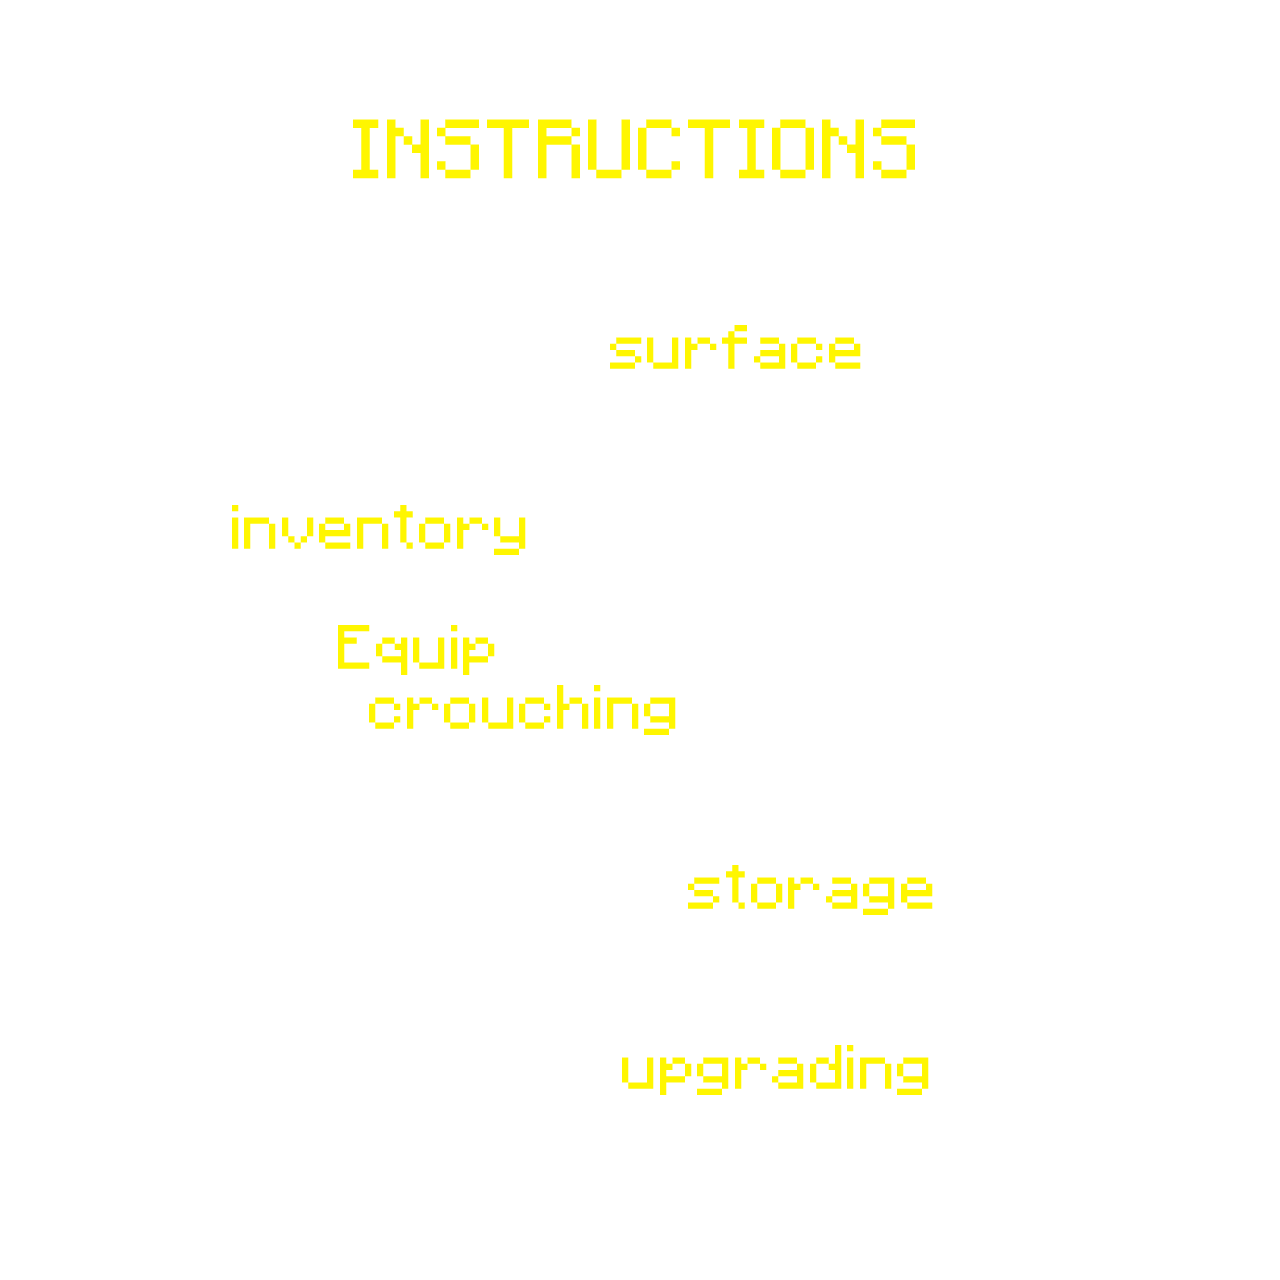 INSTRUCTIONS
surface
inventory
Equip
crouching
storage
upgrading